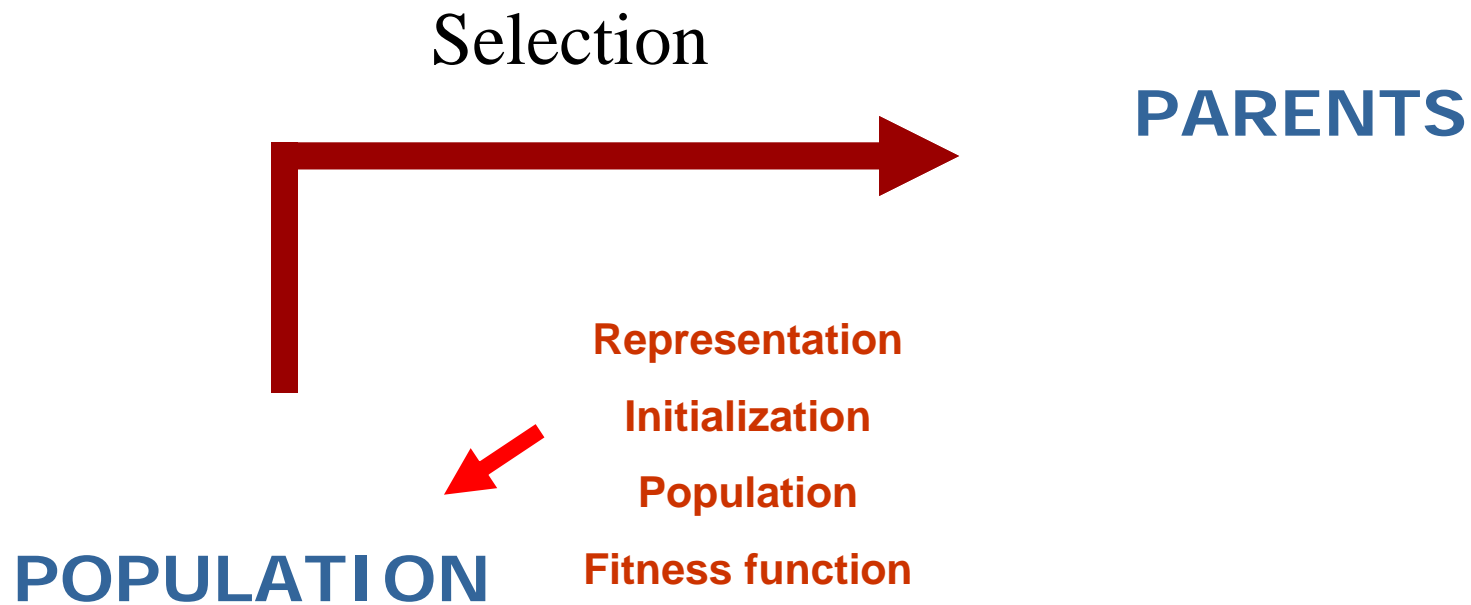 Selection
PARENTS
Representation
Initialization
Population
Fitness function
POPULATION